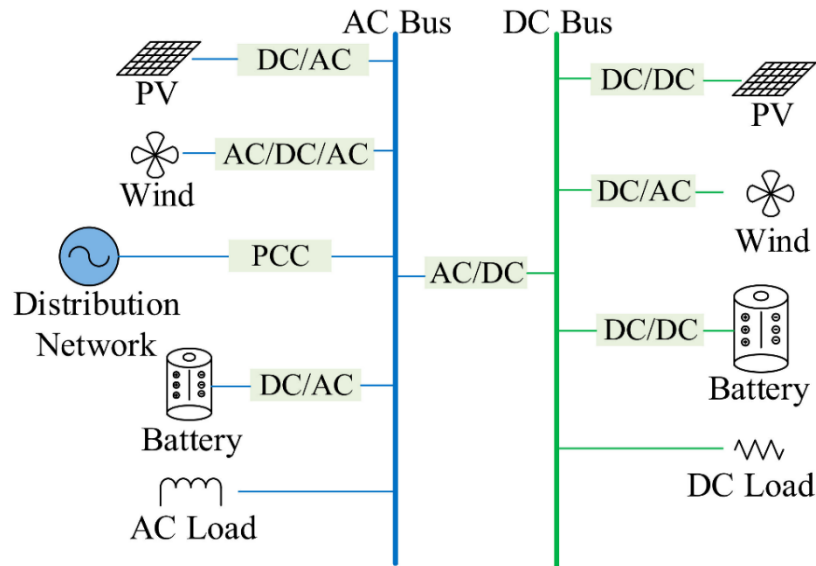 AC Bus
DC Bus
DC/AC
PV
DC/DC
PV
AC/DC/AC
Wind
DC/AC
Wind
PCC
Distribution
Network
AC/DC
DC/DC
Battery
DC/AC
Battery
AC Load
DC Load